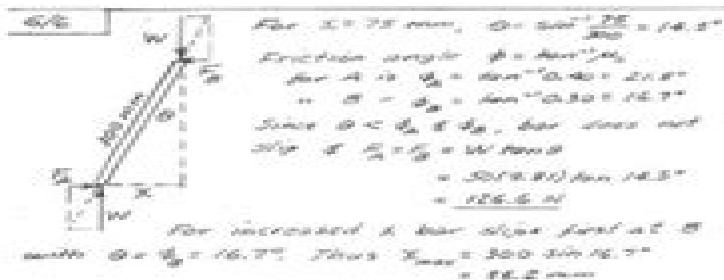 6/6
For x = 75 mm, θ = sin⁻¹ 75/300 = 14.5°
Friction angle φ = tan⁻¹ μs
for A is φA = tan⁻¹ 0.40 = 21.8°
" B " φB = tan⁻¹ 0.30 = 16.7°
Since θ < φA & φB, bar does not
slip & FA = FB = W tan θ
= 50(9.81) tan 14.5°
= 126.6 N
W
FB
300 mm
θ
FA
x
W
For increased x bar slips first at B
with θ = φB = 16.7°. Thus xmax = 300 sin 16.7°
= 86.2 mm